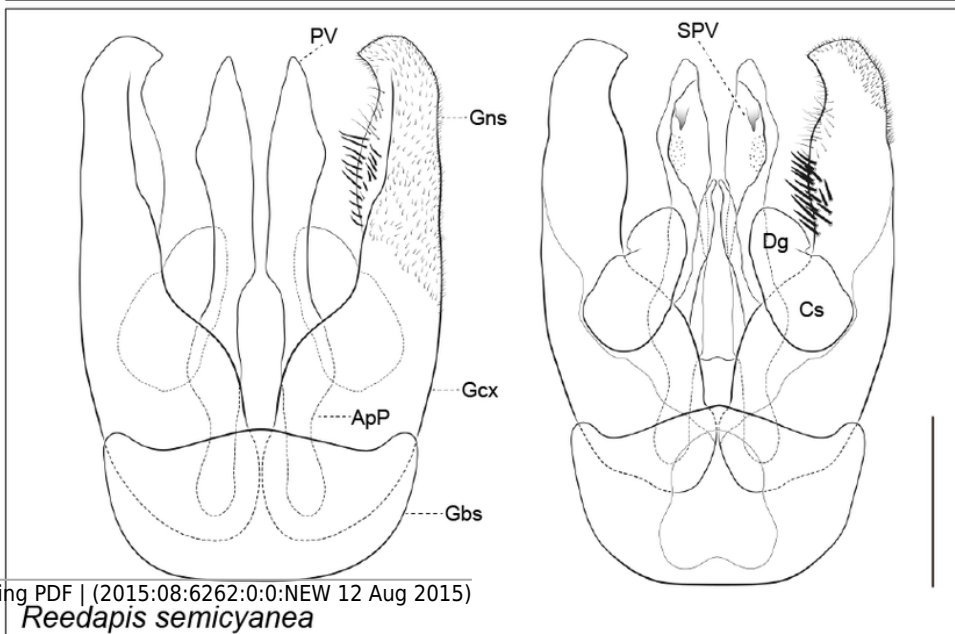 PV
SPV
Gns
Dg
Cs
Gcx
ApP
Gbs
ing PDF | (2015:08:6262:0:0:NEW 12 Aug 2015)
Reedapis semicyanea